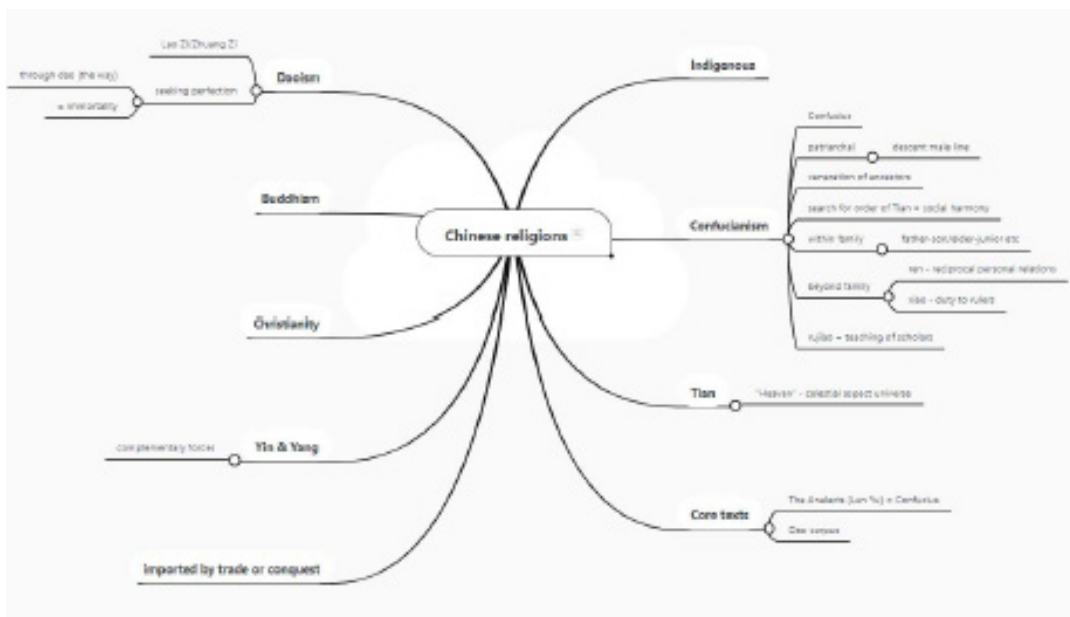 Chinese religions
Indigenous
Confucianism
Confucius
patriarchal
descent male line
veneration of ancestors
search for order of Tian = social harmony
within family
father-son/elder-junior etc
beyond family
ren - reciprocal personal relations
xiao - duty to rulers
rujiao = teaching of scholars
Tian
"Heaven" - celestial aspect universe
Core texts
The Analects (Lun Yu) = Confucius
Dao corpus
Daoism
Lao Zi/Zhuang Zi
seeking perfection
through dao (the way)
= immortality
Buddhism
Christianity
Yin & Yang
complementary forces
Imported by trade or conquest